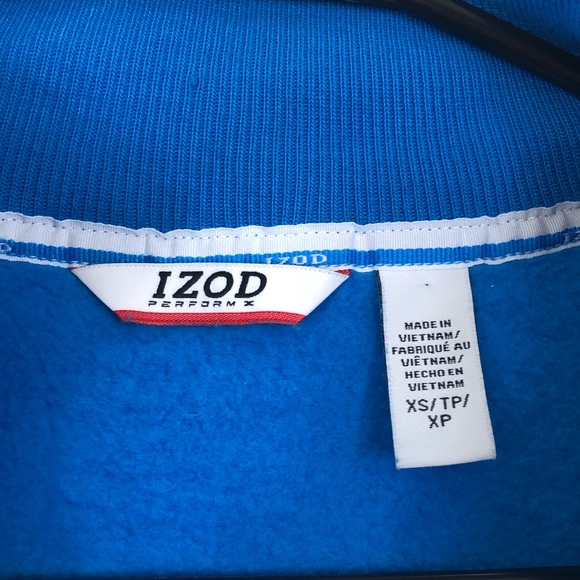 IZOD
IZOD
PERFORM X
MADE IN
VIETNAM/
FABRIQUÉ AU
VIÊTNAM/
HECHO EN
VIETNAM
XS/TP/
XP